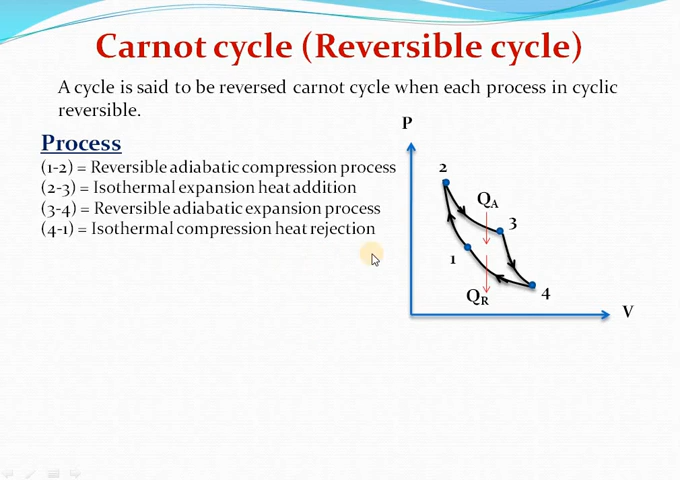 Carnot cycle (Reversible cycle)
A cycle is said to be reversed carnot cycle when each process in cyclic
reversible.
Process
(1-2) = Reversible adiabatic compression process
(2-3) = Isothermal expansion heat addition
(3-4) = Reversible adiabatic expansion process
(4-1) = Isothermal compression heat rejection
P
2
QA
3
1
QR
4
V